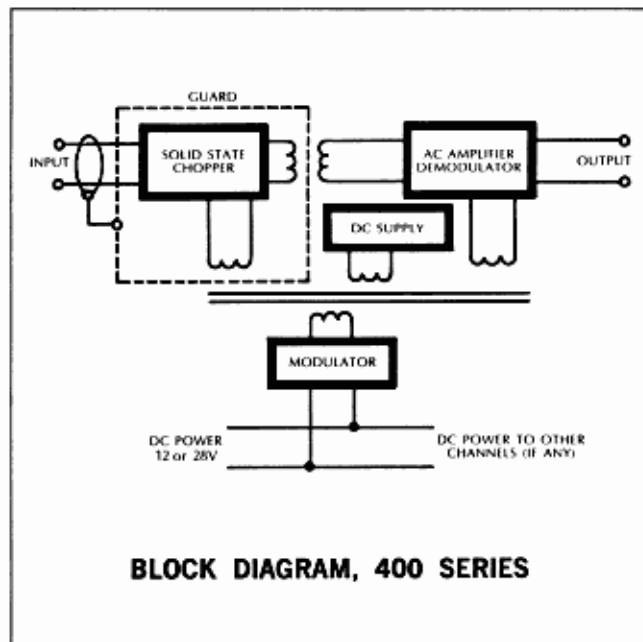 GUARD
INPUT
SOLID STATE
CHOPPER
AC AMPLIFIER
DEMODULATOR
OUTPUT
DC SUPPLY
MODULATOR
DC POWER
12 or 28V
DC POWER TO OTHER
CHANNELS (IF ANY)
BLOCK DIAGRAM, 400 SERIES